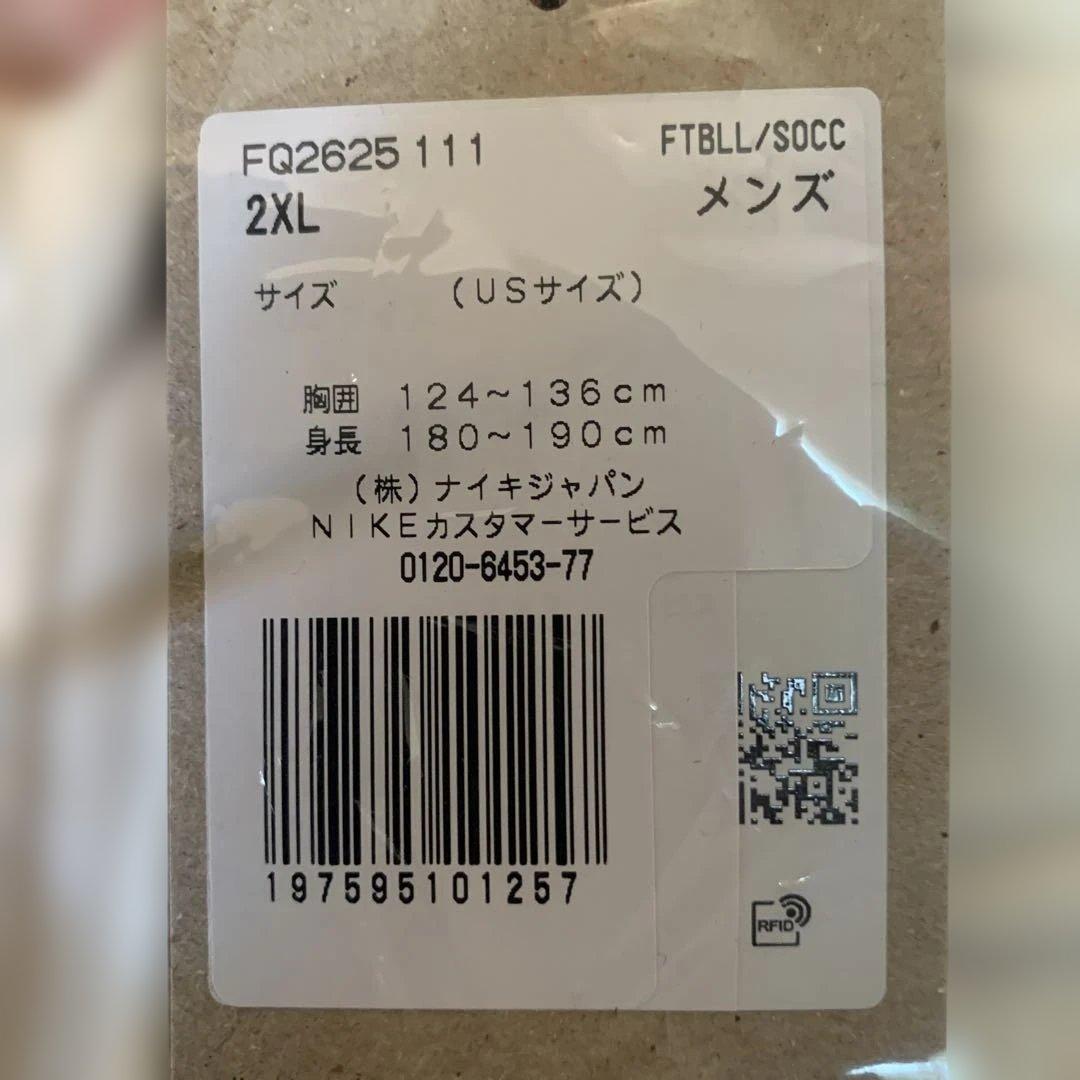 FQ2625 111 FTBLL/SOCC
2XL メンズ
サイズ （USサイズ）
胸囲 124～136cm
身長 180～190cm
（株）ナイキジャパン
NIKEカスタマーサービス
0120-6453-77
197595101257
RFID